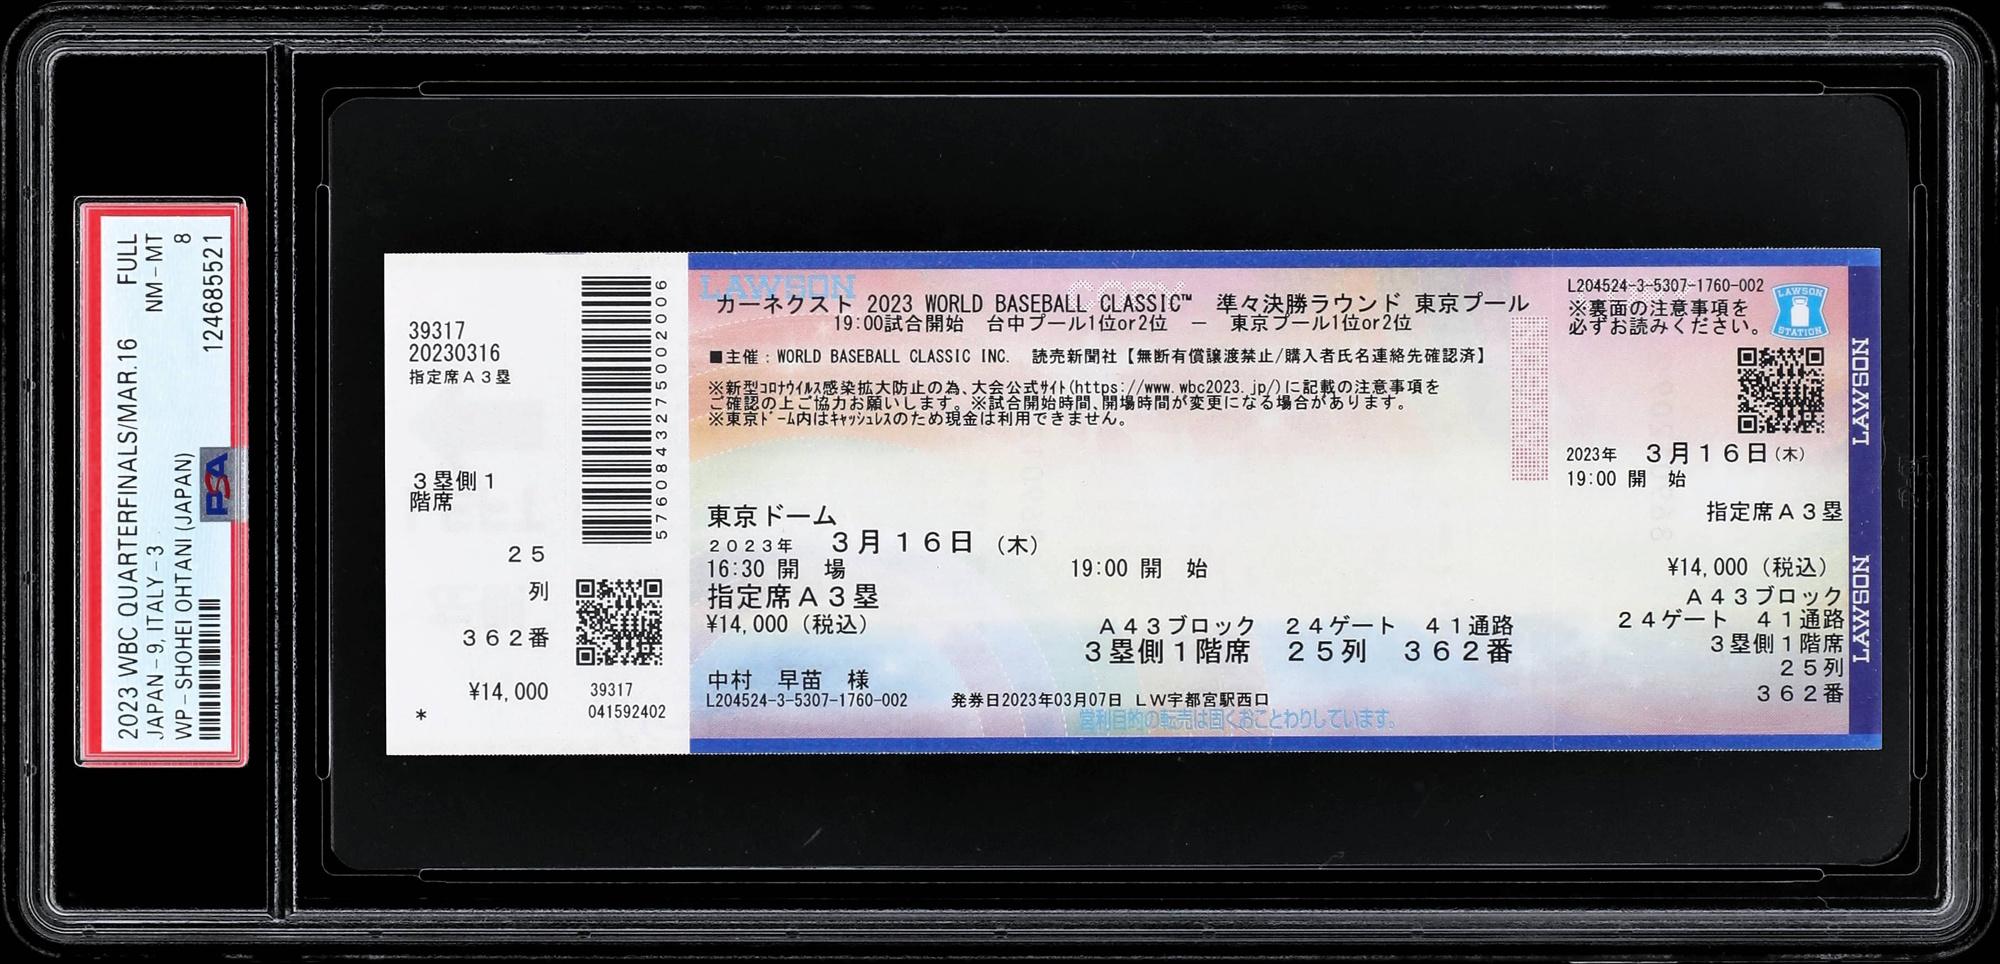 2023 WBC QUARTERFINALS/MAR.16 FULL
JAPAN-9, ITALY-3 NM-MT
WP-SHOHEI OHTANI (JAPAN) 8
124685521
PSA
39317
20230316
指定席A3塁
3塁側1
階席
25
列
362番
¥14,000
*
5760843275002006
39317
041592402
LAWSON
COPY
カーネクスト 2023 WORLD BASEBALL CLASSIC™ 準々決勝ラウンド 東京プール
19:00試合開始 台中プール1位or2位 － 東京プール1位or2位
■主催：WORLD BASEBALL CLASSIC INC. 読売新聞社【無断有償譲渡禁止/購入者氏名連絡先確認済】
※新型ｺﾛﾅｳｲﾙｽ感染拡大防止の為、大会公式ｻｲﾄ(https://www.wbc2023.jp/)に記載の注意事項を
ご確認の上ご協力お願いします。※試合開始時間、開場時間が変更になる場合があります。
※東京ﾄﾞｰﾑ内はｷｬｯｼｭﾚｽのため現金は利用できません。
東京ドーム
2023年 3月16日（木）
16:30 開 場 19:00 開 始
指定席A3塁
¥14,000（税込）
A43ブロック 24ゲート 41通路
3塁側1階席 25列 362番
中村 早苗 様
L204524-3-5307-1760-002 発券日2023年03月07日 LW宇都宮駅西口
営利目的の転売は固くおことわりしています。
L204524-3-5307-1760-002
※裏面の注意事項を
必ずお読みください。
LAWSON
STATION
2023年 3月16日（木）
19:00 開 始
指定席A3塁
¥14,000（税込）
A43ブロック
24ゲート 41通路
3塁側1階席
25列
362番
LAWSON
LAWSON